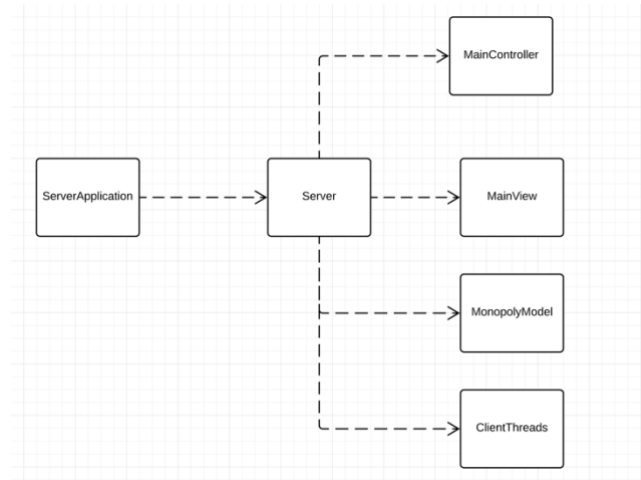 MainController
ServerApplication
Server
MainView
MonopolyModel
ClientThreads